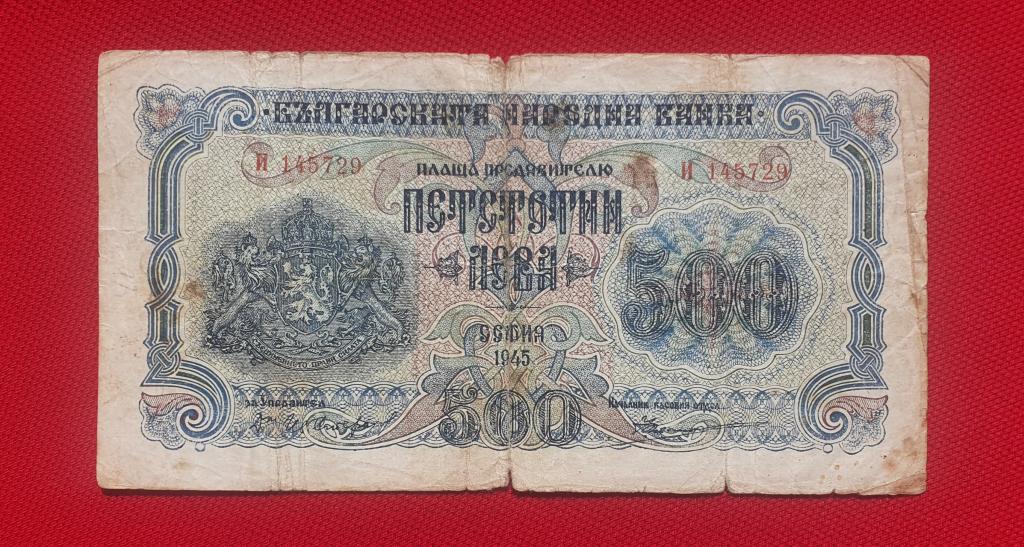 БЪЛГАРСКАТА НАРОДНА БАНКА
И 145729
И 145729
ПЛАЩА ПРЕДЯВИТЕЛЮ
ПЕТСТОТИН
ЛЕВА
500
СОФИЯ
1945
за Управител
Началник касовия отдел
500